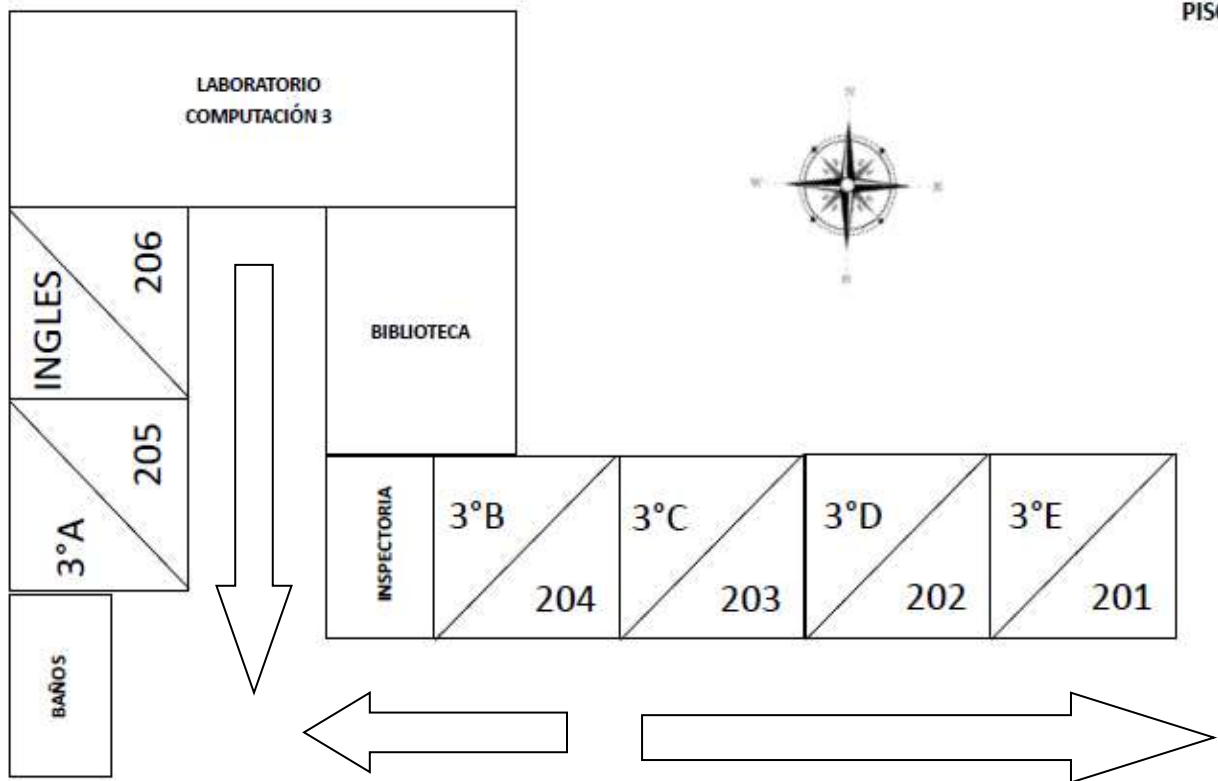 PISO
LABORATORIO
COMPUTACIÓN 3
N
W
E
206
INGLES
BIBLIOTECA
205
3°A
INSPECTORIA
3°B
204
3°C
203
3°D
202
3°E
201
BAÑOS